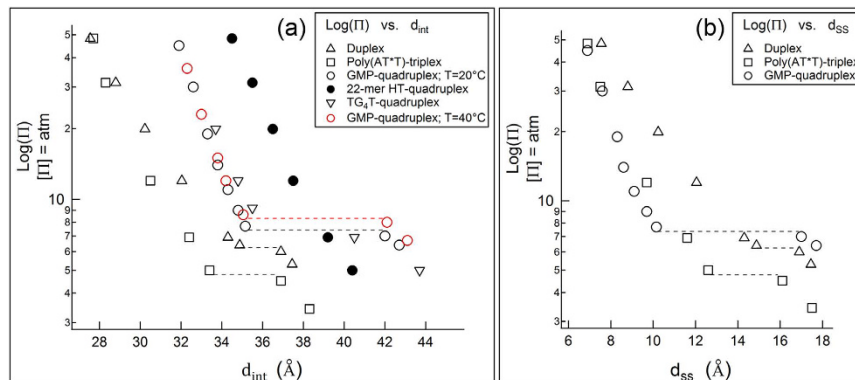 (a)
Log(Π) vs. d_int
Duplex
Poly(AT*T)-triplex
GMP-quadruplex; T=20°C
22-mer HT-quadruplex
TG₄T-quadruplex
GMP-quadruplex; T=40°C
Log(Π)
[Π] = atm
5
4
3
2
10
9
8
7
6
5
4
3
28 30 32 34 36 38 40 42 44
d_int (Å)
(b)
Log(Π) vs. d_SS
Duplex
Poly(AT*T)-triplex
GMP-quadruplex
Log(Π)
[Π] = atm
5
4
3
2
10
9
8
7
6
5
4
3
6 8 10 12 14 16 18
d_SS (Å)